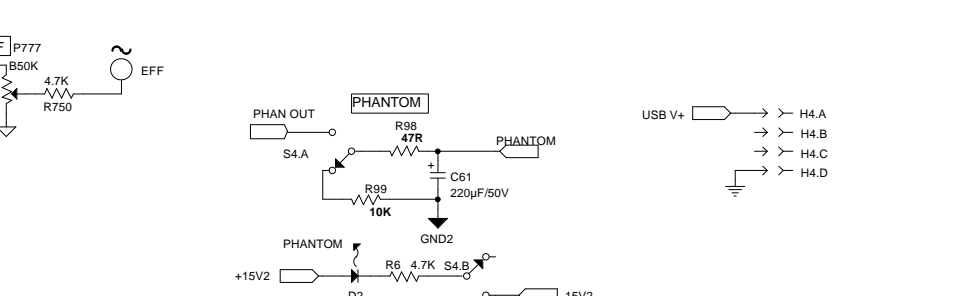 F P777
B50K
4.7K
R750
EFF
PHANTOM
PHAN OUT
S4.A
R98
47R
PHANTOM
+
C61
220µF/50V
R99
10K
GND2
USB V+
H4.A
H4.B
H4.C
H4.D
PHANTOM
+15V2
R6 4.7K S4.B
D2
-15V2